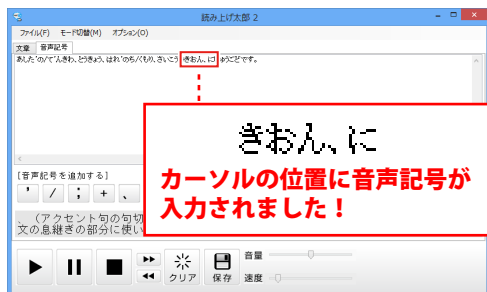 読み上げ太郎 2
ファイル(F) モード切替(M) オプション(O)
文章 音声記号
あした'の/て'んきわ、とうきょう、はれ'のち/くもり、さいこう きおん、に ゅうごどです。
きおん、に
カーソルの位置に音声記号が
入力されました！
[音声記号を追加する]
' / ; + 、
、 (アクセント句の句切
文の息継ぎの部分に使い
クリア 保存 音量
速度